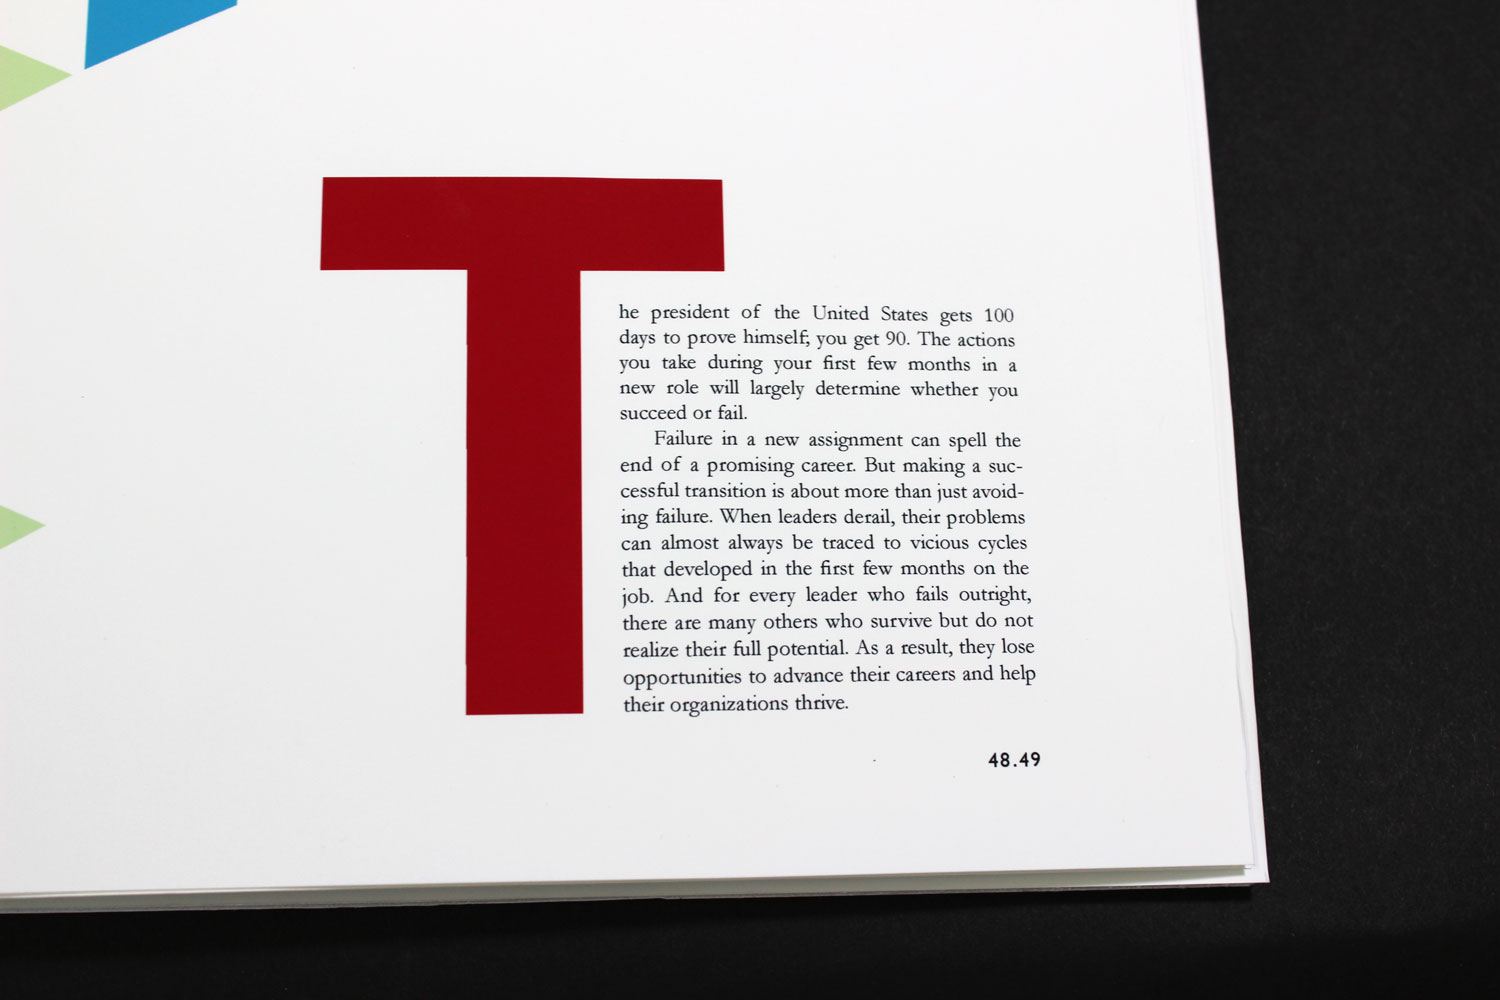 The president of the United States gets 100
days to prove himself; you get 90. The actions
you take during your first few months in a
new role will largely determine whether you
succeed or fail.
Failure in a new assignment can spell the
end of a promising career. But making a suc-
cessful transition is about more than just avoid-
ing failure. When leaders derail, their problems
can almost always be traced to vicious cycles
that developed in the first few months on the
job. And for every leader who fails outright,
there are many others who survive but do not
realize their full potential. As a result, they lose
opportunities to advance their careers and help
their organizations thrive.
48.49